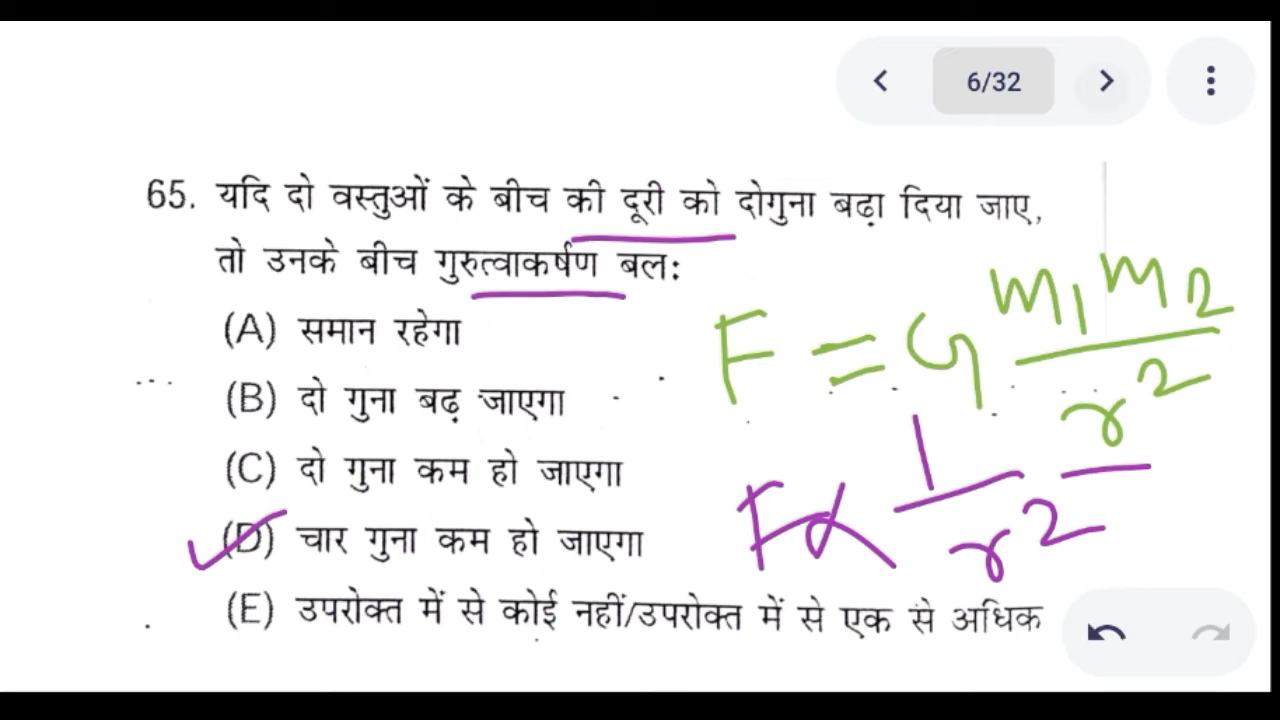 6/32
65. यदि दो वस्तुओं के बीच की दूरी को दोगुना बढ़ा दिया जाए,
तो उनके बीच गुरुत्वाकर्षण बल:
(A) समान रहेगा
(B) दो गुना बढ़ जाएगा
(C) दो गुना कम हो जाएगा
(D) चार गुना कम हो जाएगा
(E) उपरोक्त में से कोई नहीं/उपरोक्त में से एक से अधिक
F = G m₁m₂/r²
F∝ 1/r²